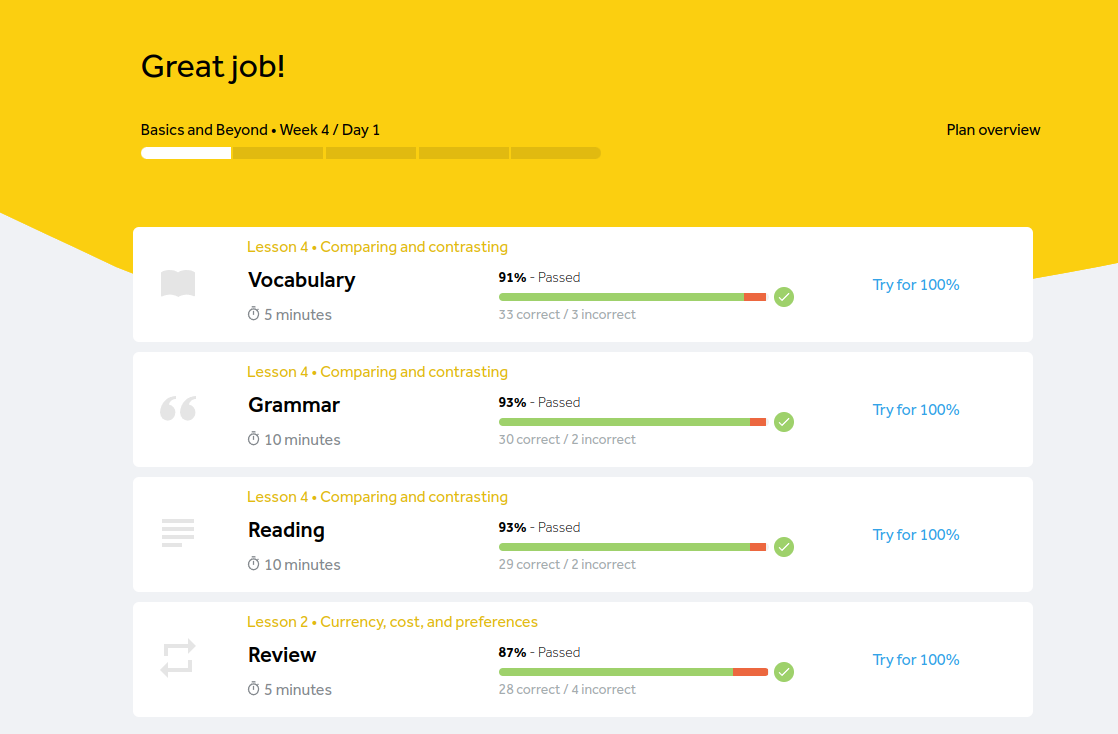 Great job!
Basics and Beyond • Week 4 / Day 1
Plan overview
Lesson 4 • Comparing and contrasting
Vocabulary
5 minutes
91% - Passed
33 correct / 3 incorrect
Try for 100%
Lesson 4 • Comparing and contrasting
Grammar
10 minutes
93% - Passed
30 correct / 2 incorrect
Try for 100%
Lesson 4 • Comparing and contrasting
Reading
10 minutes
93% - Passed
29 correct / 2 incorrect
Try for 100%
Lesson 2 • Currency, cost, and preferences
Review
5 minutes
87% - Passed
28 correct / 4 incorrect
Try for 100%